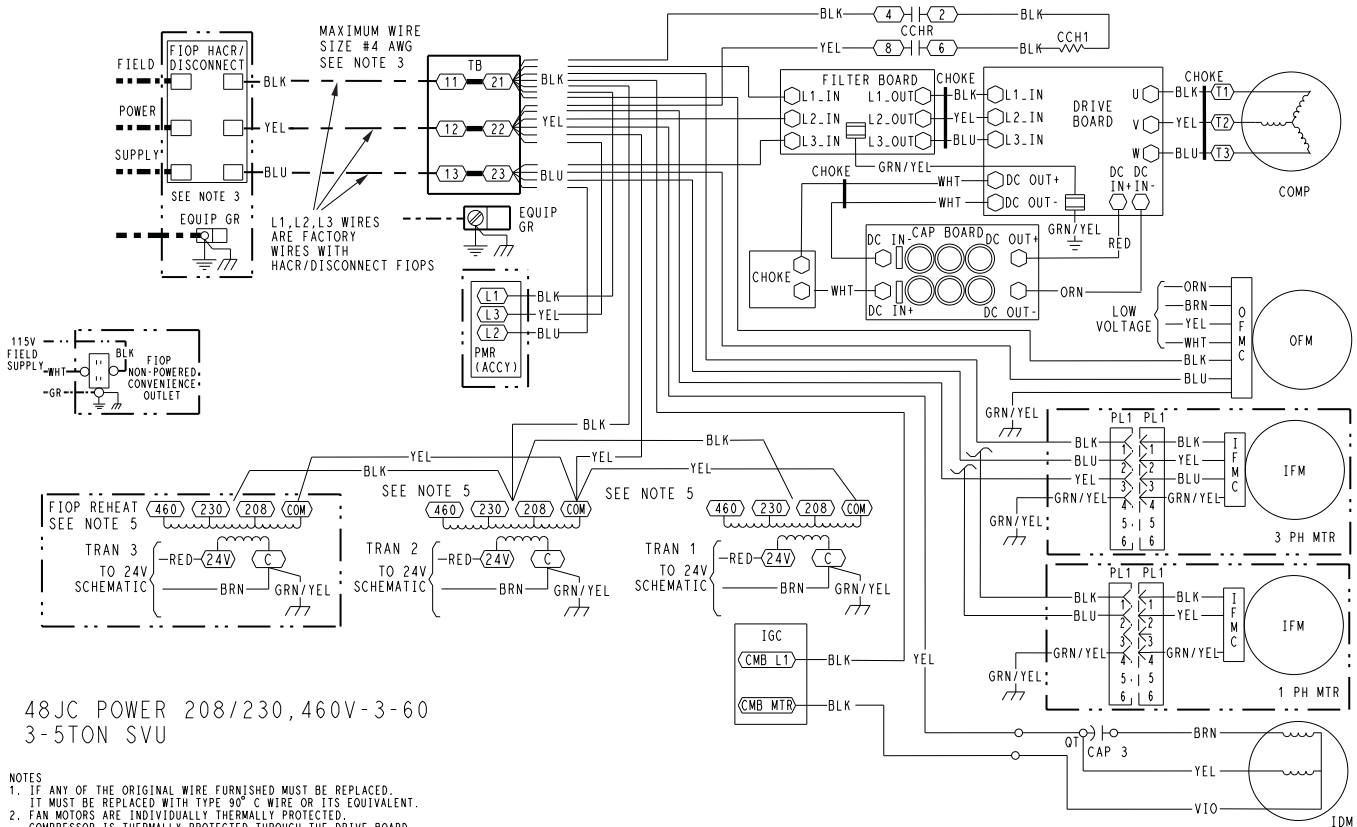 FIOP HACR/
DISCONNECT
FIELD
POWER
SUPPLY
BLK
YEL
BLU
SEE NOTE 3
EQUIP GR
MAXIMUM WIRE
SIZE #4 AWG
SEE NOTE 3
L1,L2,L3 WIRES
ARE FACTORY
WIRES WITH
HACR/DISCONNECT FIOPS
TB
11 21 BLK
12 22 YEL
13 23 BLU
EQUIP
GR
L1 BLK
L3 YEL
L2 BLU
PMR
(ACCY)
115V
FIELD
SUPPLY
WHT
GR
BLK
FIOP
NON-POWERED
CONVENIENCE
OUTLET
BLK 4 2 BLK
CCHR
YEL 8 6 BLK
CCH1
FILTER BOARD
L1_IN L1_OUT
L2_IN L2_OUT
L3_IN L3_OUT
GRN/YEL
CHOKE
BLK
YEL
BLU
DRIVE
BOARD
L1_IN
L2_IN
L3_IN
U
V
W
DC OUT+
DC OUT-
DC
IN+
DC
IN-
CHOKE
BLK T1
YEL T2
BLU T3
COMP
CHOKE
WHT
WHT
GRN/YEL
RED
CAP BOARD
DC IN-
DC OUT+
DC IN+
DC OUT-
CHOKE
WHT
ORN
LOW
VOLTAGE
ORN
BRN
YEL
WHT
BLK
BLU
OFMC
OFM
GRN/YEL
PL1 PL1
BLK 1 1 BLK
BLU 2 2 YEL
YEL 3 3 BLU
GRN/YEL 4 4 GRN/YEL
5 5
6 6
IFMC
IFM
GRN/YEL
3 PH MTR
PL1 PL1
BLK 1 1 BLK
BLU 2 2 YEL
3 3
GRN/YEL 4 4 GRN/YEL
5 5
6 6
IFMC
IFM
GRN/YEL
1 PH MTR
BLK
BLK
YEL
YEL
BLK
YEL
FIOP REHEAT
SEE NOTE 5
460 230 208 COM
TRAN 3
TO 24V
SCHEMATIC
RED 24V C
BRN
GRN/YEL
SEE NOTE 5
460 230 208 COM
TRAN 2
TO 24V
SCHEMATIC
RED 24V C
BRN
GRN/YEL
SEE NOTE 5
460 230 208 COM
TRAN 1
TO 24V
SCHEMATIC
RED 24V C
BRN
GRN/YEL
IGC
CMB L1 BLK
CMB MTR BLK
YEL
QT
CAP 3
BRN
YEL
VIO
IDM
48JC POWER 208/230,460V-3-60
3-5TON SVU
NOTES
1. IF ANY OF THE ORIGINAL WIRE FURNISHED MUST BE REPLACED.
IT MUST BE REPLACED WITH TYPE 90° C WIRE OR ITS EQUIVALENT.
2. FAN MOTORS ARE INDIVIDUALLY THERMALLY PROTECTED.
COMPRESSOR IS THERMALLY PROTECTED THROUGH THE DRIVE BOARD